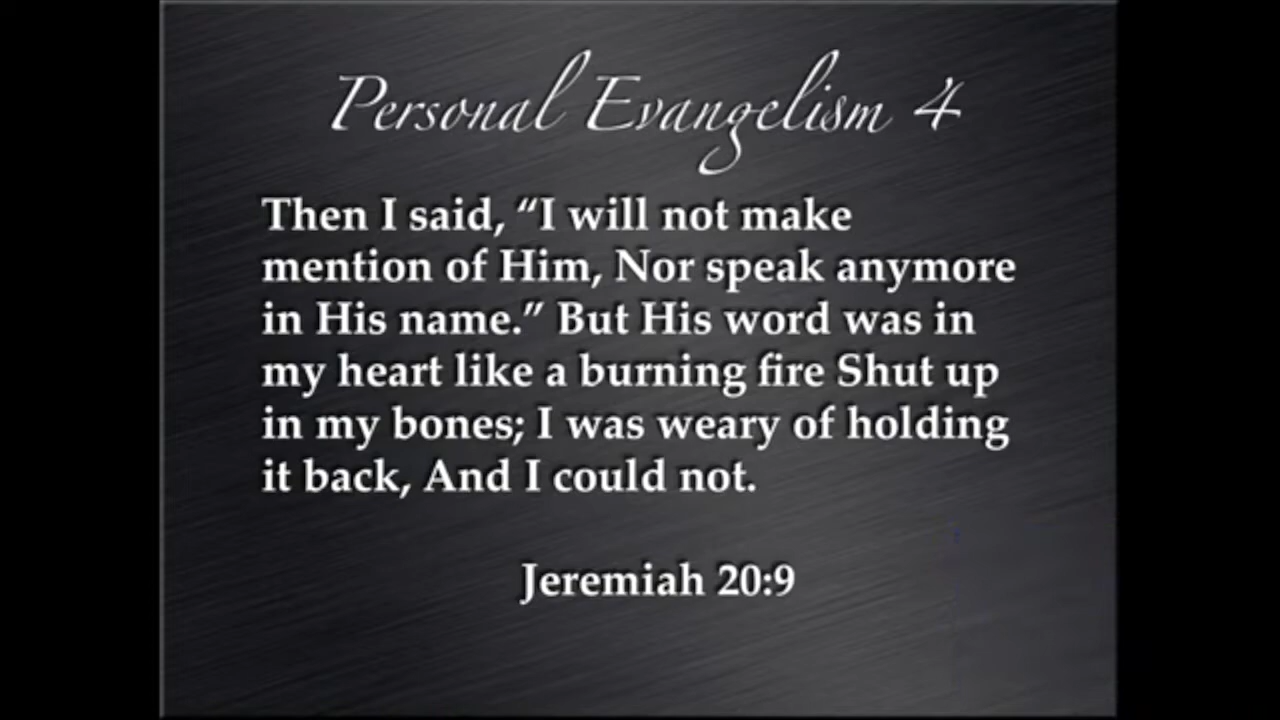 Personal Evangelism 4
Then I said, “I will not make
mention of Him, Nor speak anymore
in His name.” But His word was in
my heart like a burning fire Shut up
in my bones; I was weary of holding
it back, And I could not.
Jeremiah 20:9